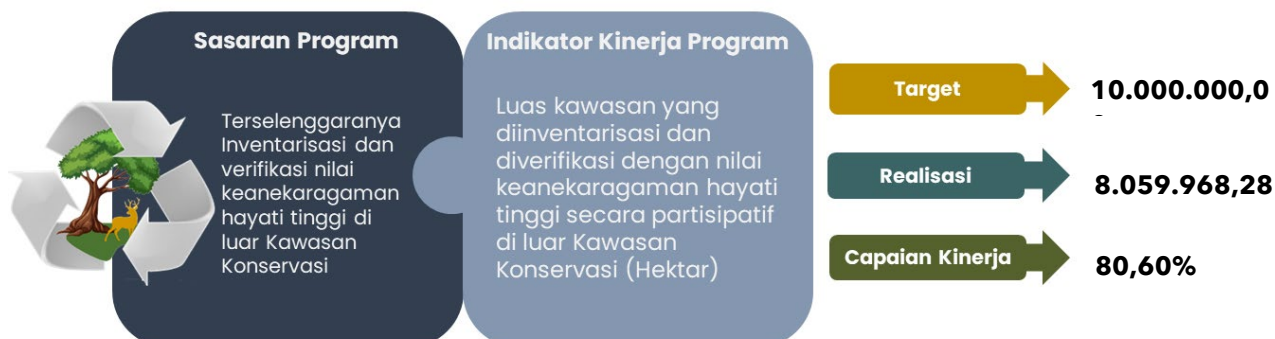 Sasaran Program
Terselenggaranya
Inventarisasi dan
verifikasi nilai
keanekaragaman
hayati tinggi di
luar Kawasan
Konservasi
Indikator Kinerja Program
Luas kawasan yang
diinventarisasi dan
diverifikasi dengan nilai
keanekaragaman hayati
tinggi secara partisipatif
di luar Kawasan
Konservasi (Hektar)
Target
10.000.000,0
Realisasi
8.059.968,28
Capaian Kinerja
80,60%